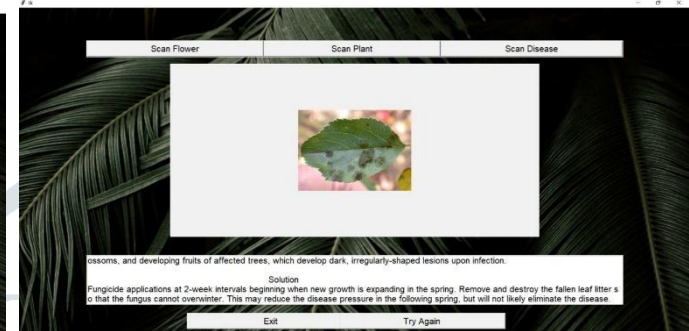 tk
Scan Flower Scan Plant Scan Disease
ossoms, and developing fruits of affected trees, which develop dark, irregularly-shaped lesions upon infection.
Solution
Fungicide applications at 2-week intervals beginning when new growth is expanding in the spring. Remove and destroy the fallen leaf litter s
o that the fungus cannot overwinter. This may reduce the disease pressure in the following spring, but will not likely eliminate the disease.
Exit Try Again